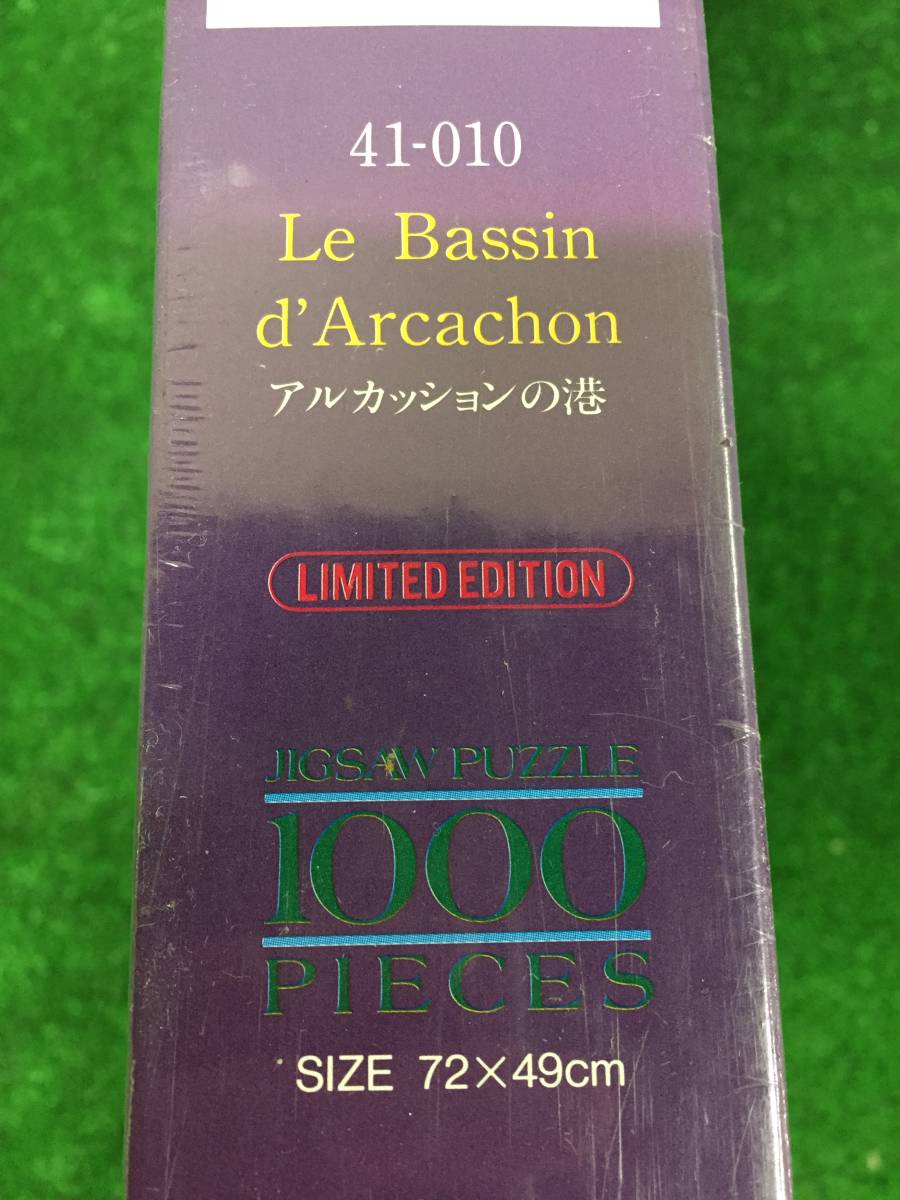 41-010
Le Bassin
d'Arcachon
アルカッションの港
LIMITED EDITION
JIGSAW PUZZLE
1000
PIECES
SIZE 72×49cm